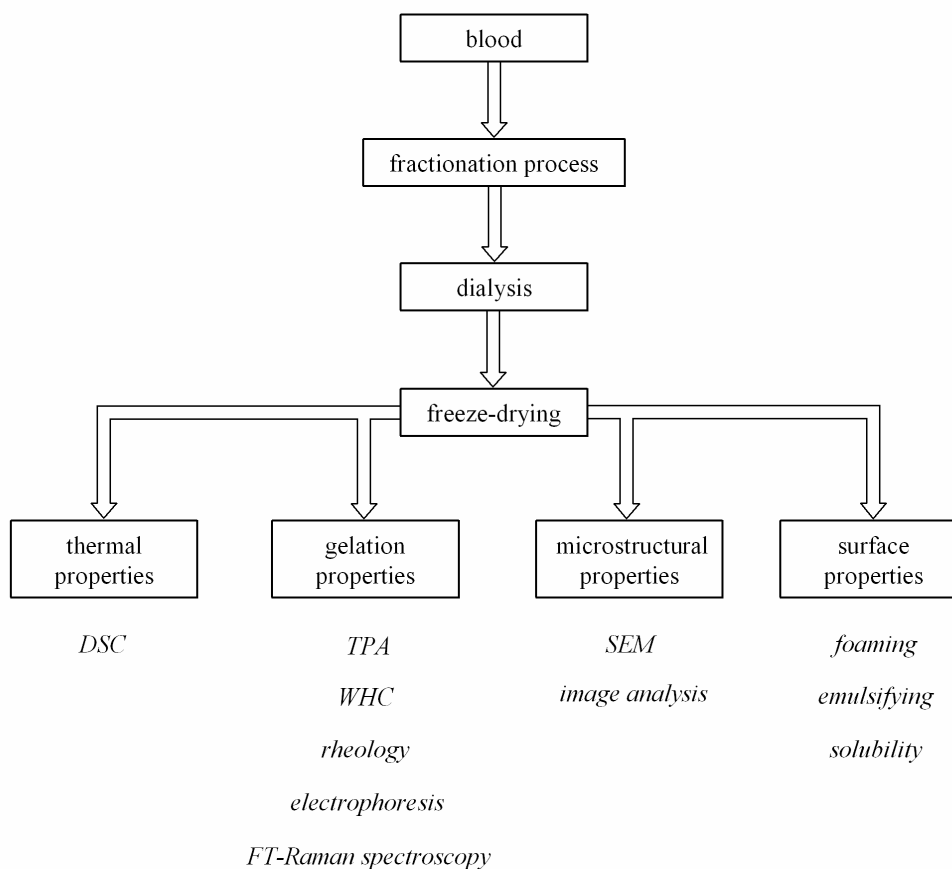 blood
fractionation process
dialysis
freeze-drying
thermal
properties
gelation
properties
microstructural
properties
surface
properties
DSC
TPA
WHC
rheology
electrophoresis
FT-Raman spectroscopy
SEM
image analysis
foaming
emulsifying
solubility